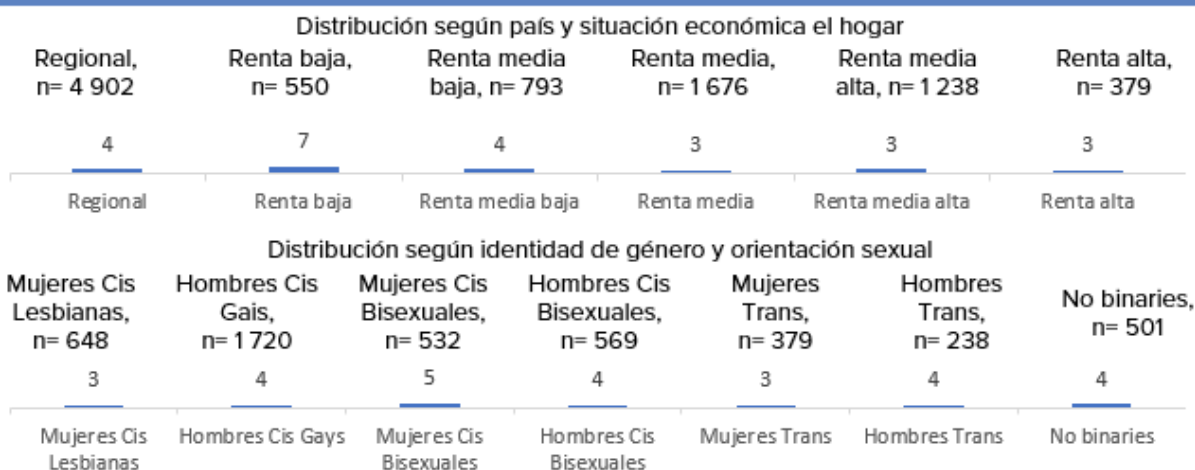 Distribución según país y situación económica el hogar
Regional, n= 4 902
Renta baja, n= 550
Renta media baja, n= 793
Renta media, n= 1 676
Renta media alta, n= 1 238
Renta alta, n= 379
4 7 4 3 3 3
Regional Renta baja Renta media baja Renta media Renta media alta Renta alta
Distribución según identidad de género y orientación sexual
Mujeres Cis Lesbianas, n= 648
Hombres Cis Gais, n= 1 720
Mujeres Cis Bisexuales, n= 532
Hombres Cis Bisexuales, n= 569
Mujeres Trans, n= 379
Hombres Trans, n= 238
No binaries, n= 501
3 4 5 4 3 4 4
Mujeres Cis Lesbianas
Hombres Cis Gays
Mujeres Cis Bisexuales
Hombres Cis Bisexuales
Mujeres Trans
Hombres Trans
No binaries